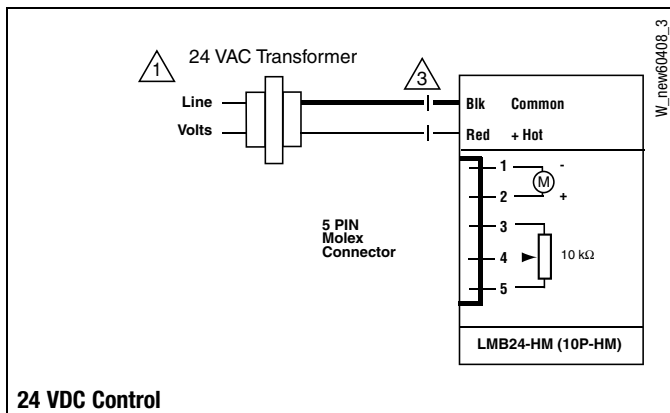 W_new60408_3
24 VAC Transformer
1
3
Line
Volts
Blk Common
Red + Hot
1 -
M
2 +
3
4 10 kΩ
5
5 PIN
Molex
Connector
LMB24-HM (10P-HM)
24 VDC Control